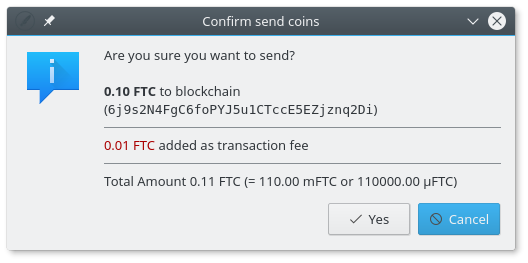 Confirm send coins
Are you sure you want to send?
0.10 FTC to blockchain
(6j9s2N4FgC6foPYJ5u1CTccE5EZjznq2Di)
0.01 FTC added as transaction fee
Total Amount 0.11 FTC (= 110.00 mFTC or 110000.00 μFTC)
Yes
Cancel